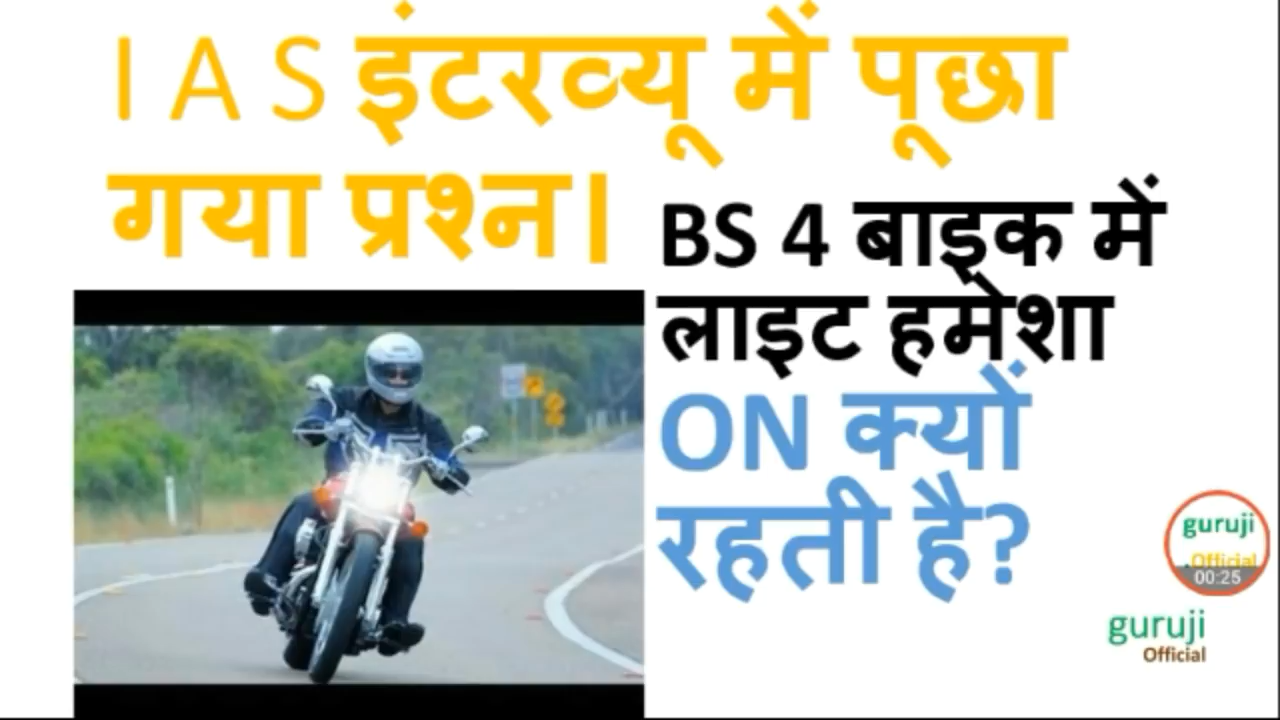 I A S इंटरव्यू में पूछा
गया प्रश्न।
BS 4 बाइक में
लाइट हमेशा
ON क्यों
रहती है?
guruji
.Official
00:25
guruji
Official